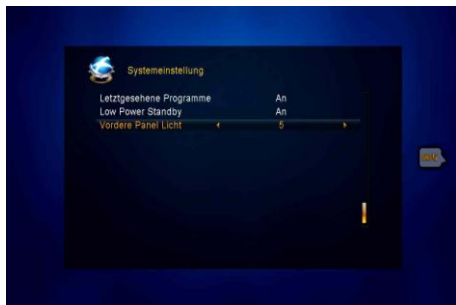 Systemeinstellung
Letztgesehene Programme An
Low Power Standby An
Vordere Panel Licht 5